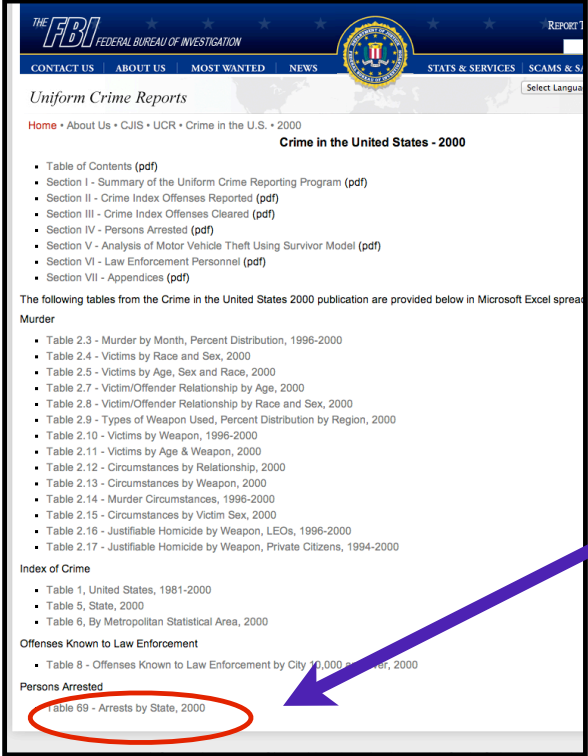 THE FBI FEDERAL BUREAU OF INVESTIGATION
REPORT T
CONTACT US | ABOUT US | MOST WANTED | NEWS STATS & SERVICES | SCAMS & SA
Uniform Crime Reports
Select Langua
Home • About Us • CJIS • UCR • Crime in the U.S. • 2000
Crime in the United States - 2000
Table of Contents (pdf)
Section I - Summary of the Uniform Crime Reporting Program (pdf)
Section II - Crime Index Offenses Reported (pdf)
Section III - Crime Index Offenses Cleared (pdf)
Section IV - Persons Arrested (pdf)
Section V - Analysis of Motor Vehicle Theft Using Survivor Model (pdf)
Section VI - Law Enforcement Personnel (pdf)
Section VII - Appendices (pdf)
The following tables from the Crime in the United States 2000 publication are provided below in Microsoft Excel spread
Murder
Table 2.3 - Murder by Month, Percent Distribution, 1996-2000
Table 2.4 - Victims by Race and Sex, 2000
Table 2.5 - Victims by Age, Sex and Race, 2000
Table 2.7 - Victim/Offender Relationship by Age, 2000
Table 2.8 - Victim/Offender Relationship by Race and Sex, 2000
Table 2.9 - Types of Weapon Used, Percent Distribution by Region, 2000
Table 2.10 - Victims by Weapon, 1996-2000
Table 2.11 - Victims by Age & Weapon, 2000
Table 2.12 - Circumstances by Relationship, 2000
Table 2.13 - Circumstances by Weapon, 2000
Table 2.14 - Murder Circumstances, 1996-2000
Table 2.15 - Circumstances by Victim Sex, 2000
Table 2.16 - Justifiable Homicide by Weapon, LEOs, 1996-2000
Table 2.17 - Justifiable Homicide by Weapon, Private Citizens, 1994-2000
Index of Crime
Table 1, United States, 1981-2000
Table 5, State, 2000
Table 6, By Metropolitan Statistical Area, 2000
Offenses Known to Law Enforcement
Table 8 - Offenses Known to Law Enforcement by City 10,000 2000
Persons Arrested
Table 69 - Arrests by State, 2000